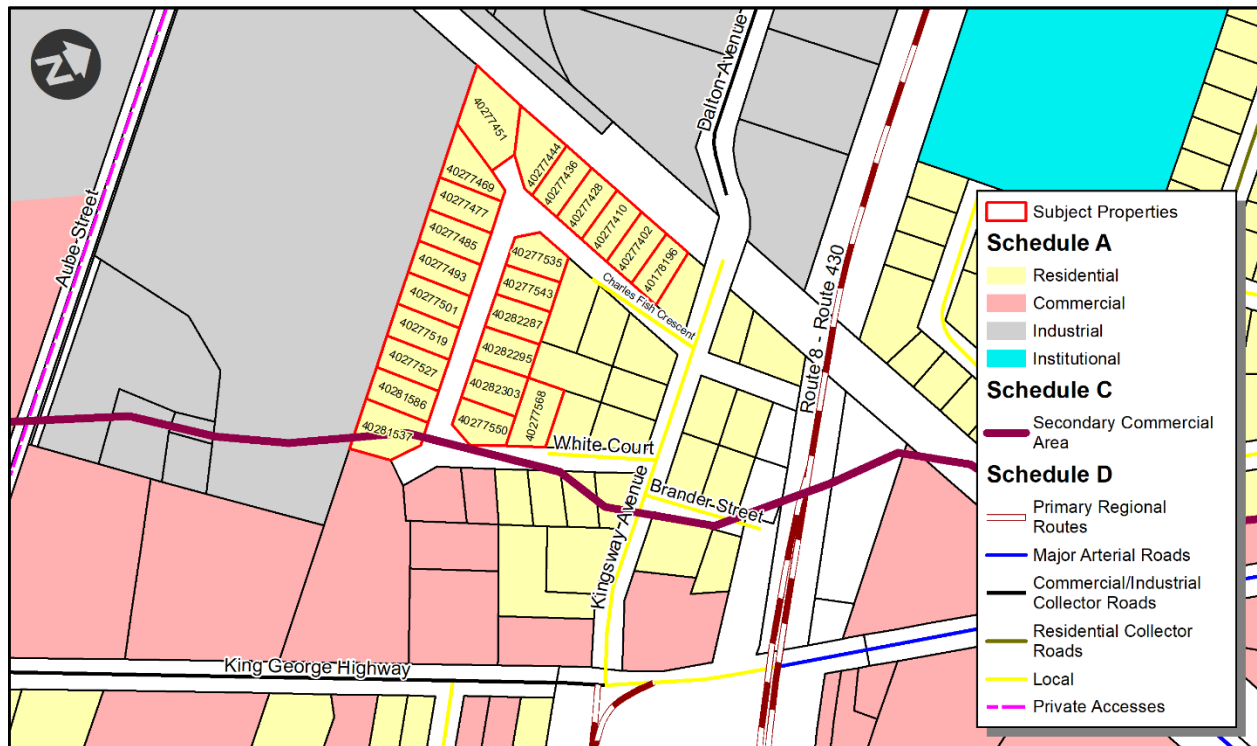 N
Dalton Avenue
40277451
40277444
40277436
40277428
40277410
40277402
40178196
40277469
40277477
40277485
40277493
40277501
40277519
40277527
40281586
40281537
40277535
40277543
40282287
40282295
40282303
40277550
40277568
Aube Street
Charles Fish Crescent
Route 8 - Route 430
White Court
Brander Street
Kingsway Avenue
King George Highway
Subject Properties
Schedule A
Residential
Commercial
Industrial
Institutional
Schedule C
Secondary Commercial
Area
Schedule D
Primary Regional
Routes
Major Arterial Roads
Commercial/Industrial
Collector Roads
Residential Collector
Roads
Local
Private Accesses